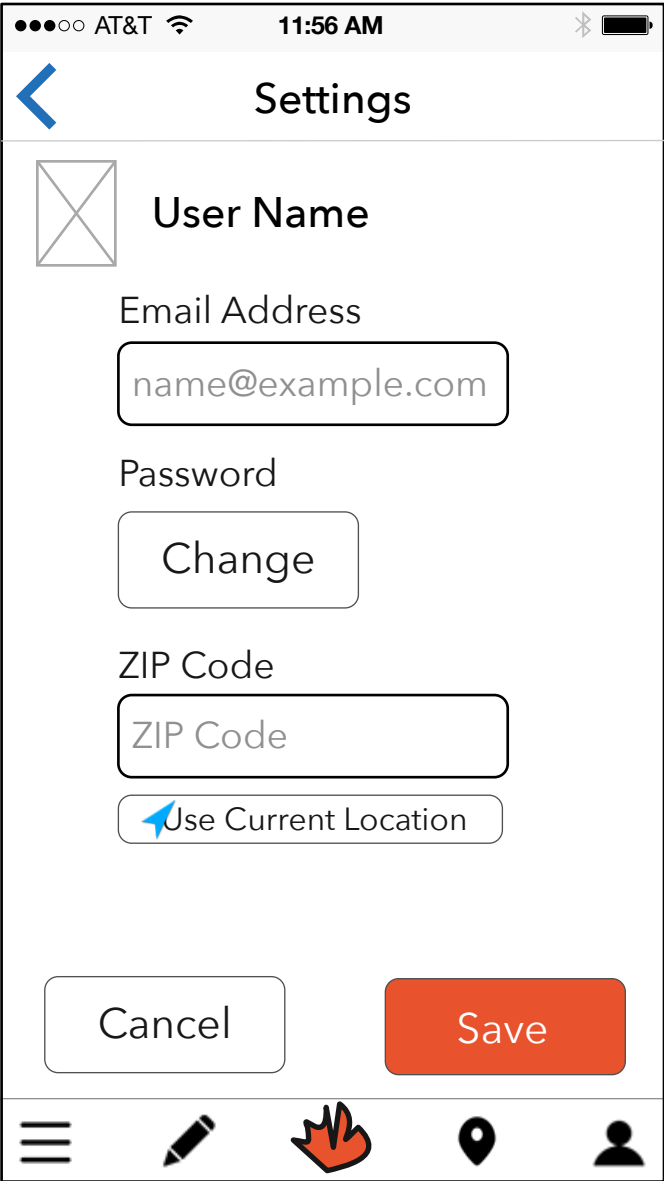 AT&T 11:56 AM
Settings
User Name
Email Address
name@example.com
Password
Change
ZIP Code
ZIP Code
Use Current Location
Cancel Save